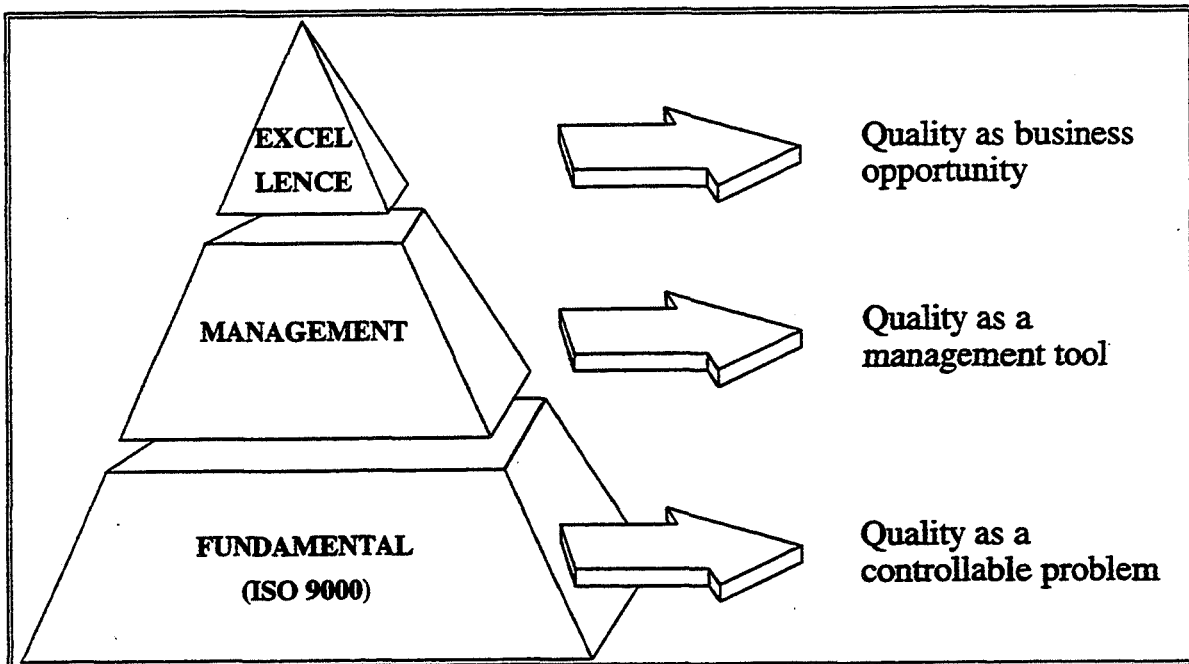 EXCEL
LENCE
Quality as business
opportunity
MANAGEMENT
Quality as a
management tool
FUNDAMENTAL
(ISO 9000)
Quality as a
controllable problem